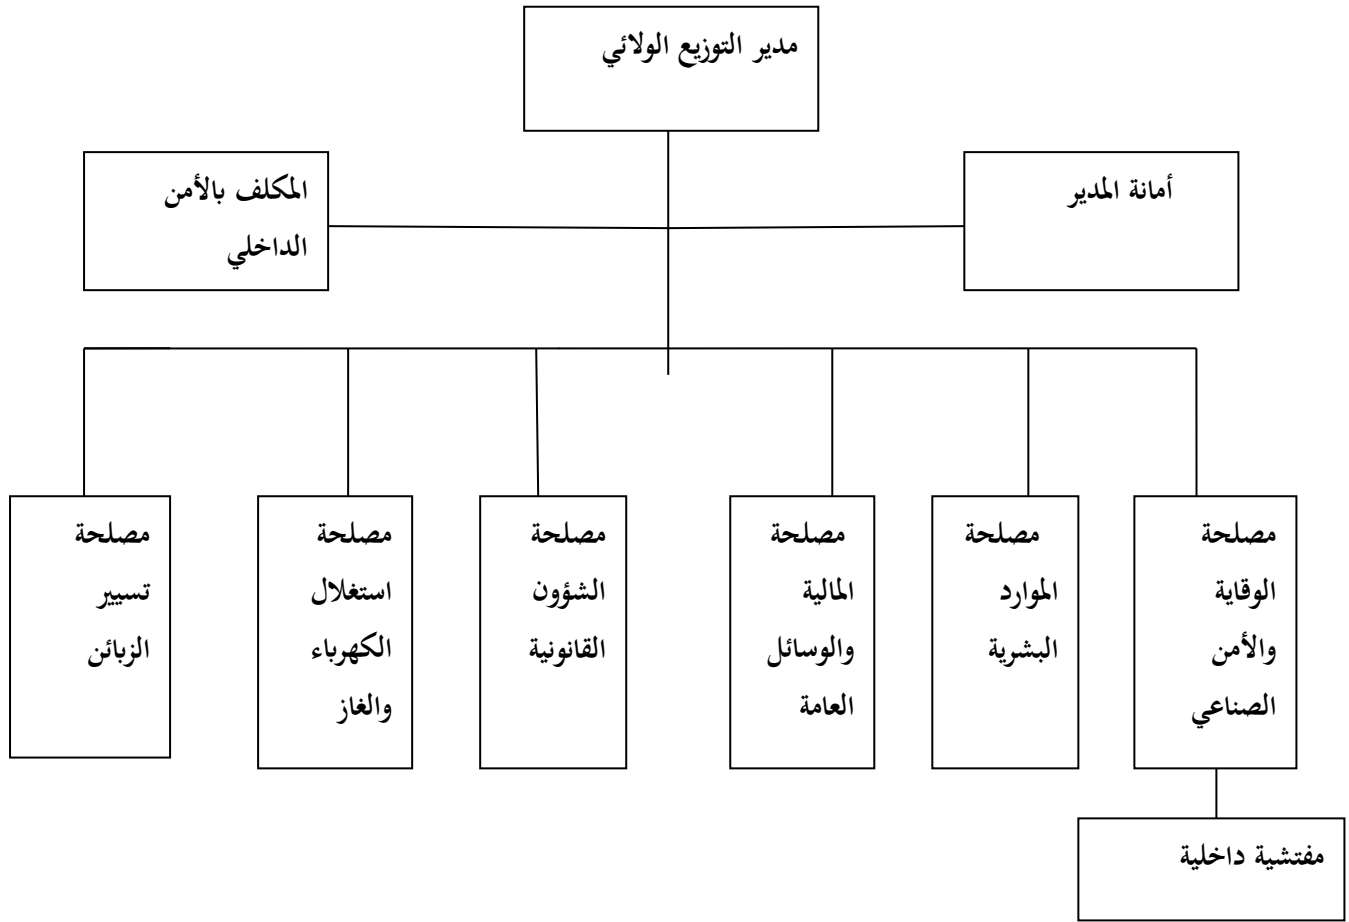 مدير التوزيع الولائي
أمانة المدير
المكلف بالأمن
الداخلي
مصلحة
الوقاية
والأمن
الصناعي
مصلحة
الموارد
البشرية
مصلحة
المالية
والوسائل
العامة
مصلحة
الشؤون
القانونية
مصلحة
استغلال
الكهرباء
والغاز
مصلحة
تسيير
الزبائن
مفتشية داخلية